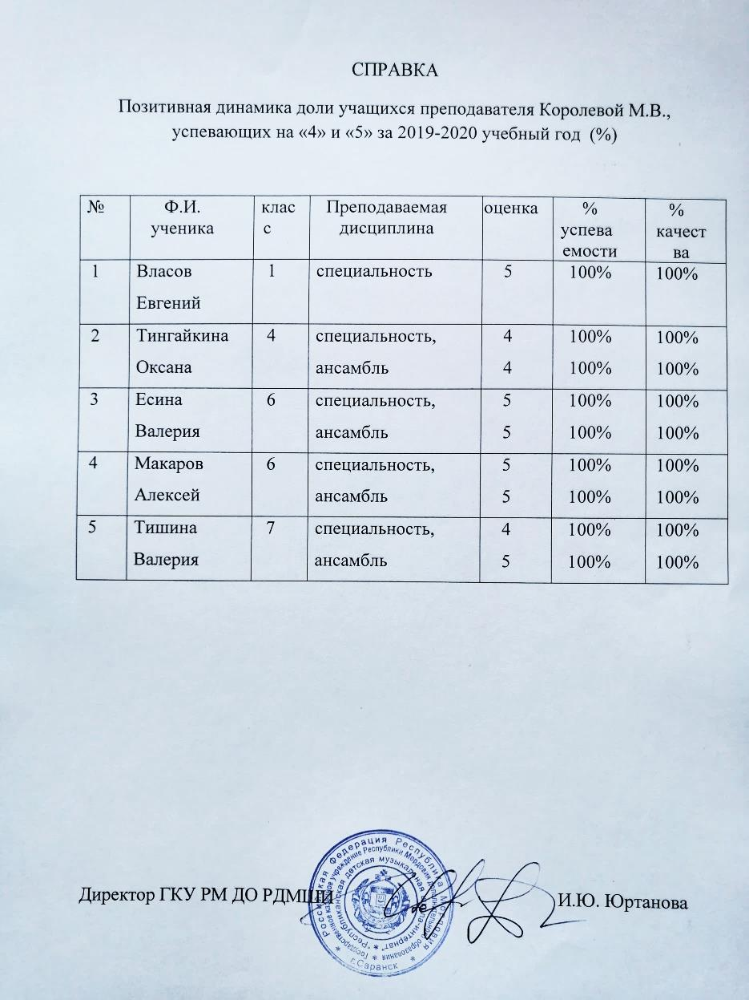 СПРАВКА
Позитивная динамика доли учащихся преподавателя Королевой М.В.,
успевающих на «4» и «5» за 2019-2020 учебный год (%)
№ Ф.И. клас Преподаваемая оценка % %
ученика с дисциплина успева качест
емости ва
1 Власов 1 специальность 5 100% 100%
Евгений
2 Тингайкина 4 специальность, 4 100% 100%
Оксана ансамбль 4 100% 100%
3 Есина 6 специальность, 5 100% 100%
Валерия ансамбль 5 100% 100%
4 Макаров 6 специальность, 5 100% 100%
Алексей ансамбль 5 100% 100%
5 Тишина 7 специальность, 4 100% 100%
Валерия ансамбль 5 100% 100%
Директор ГКУ РМ ДО РДМШИ И.Ю. Юртанова
* Российская Федерация Республика Мордовия *
Государственное казенное учреждение Республики Мордовия дополнительного образования *
"Республиканская детская музыкальная школа-интернат" *
г.Саранск